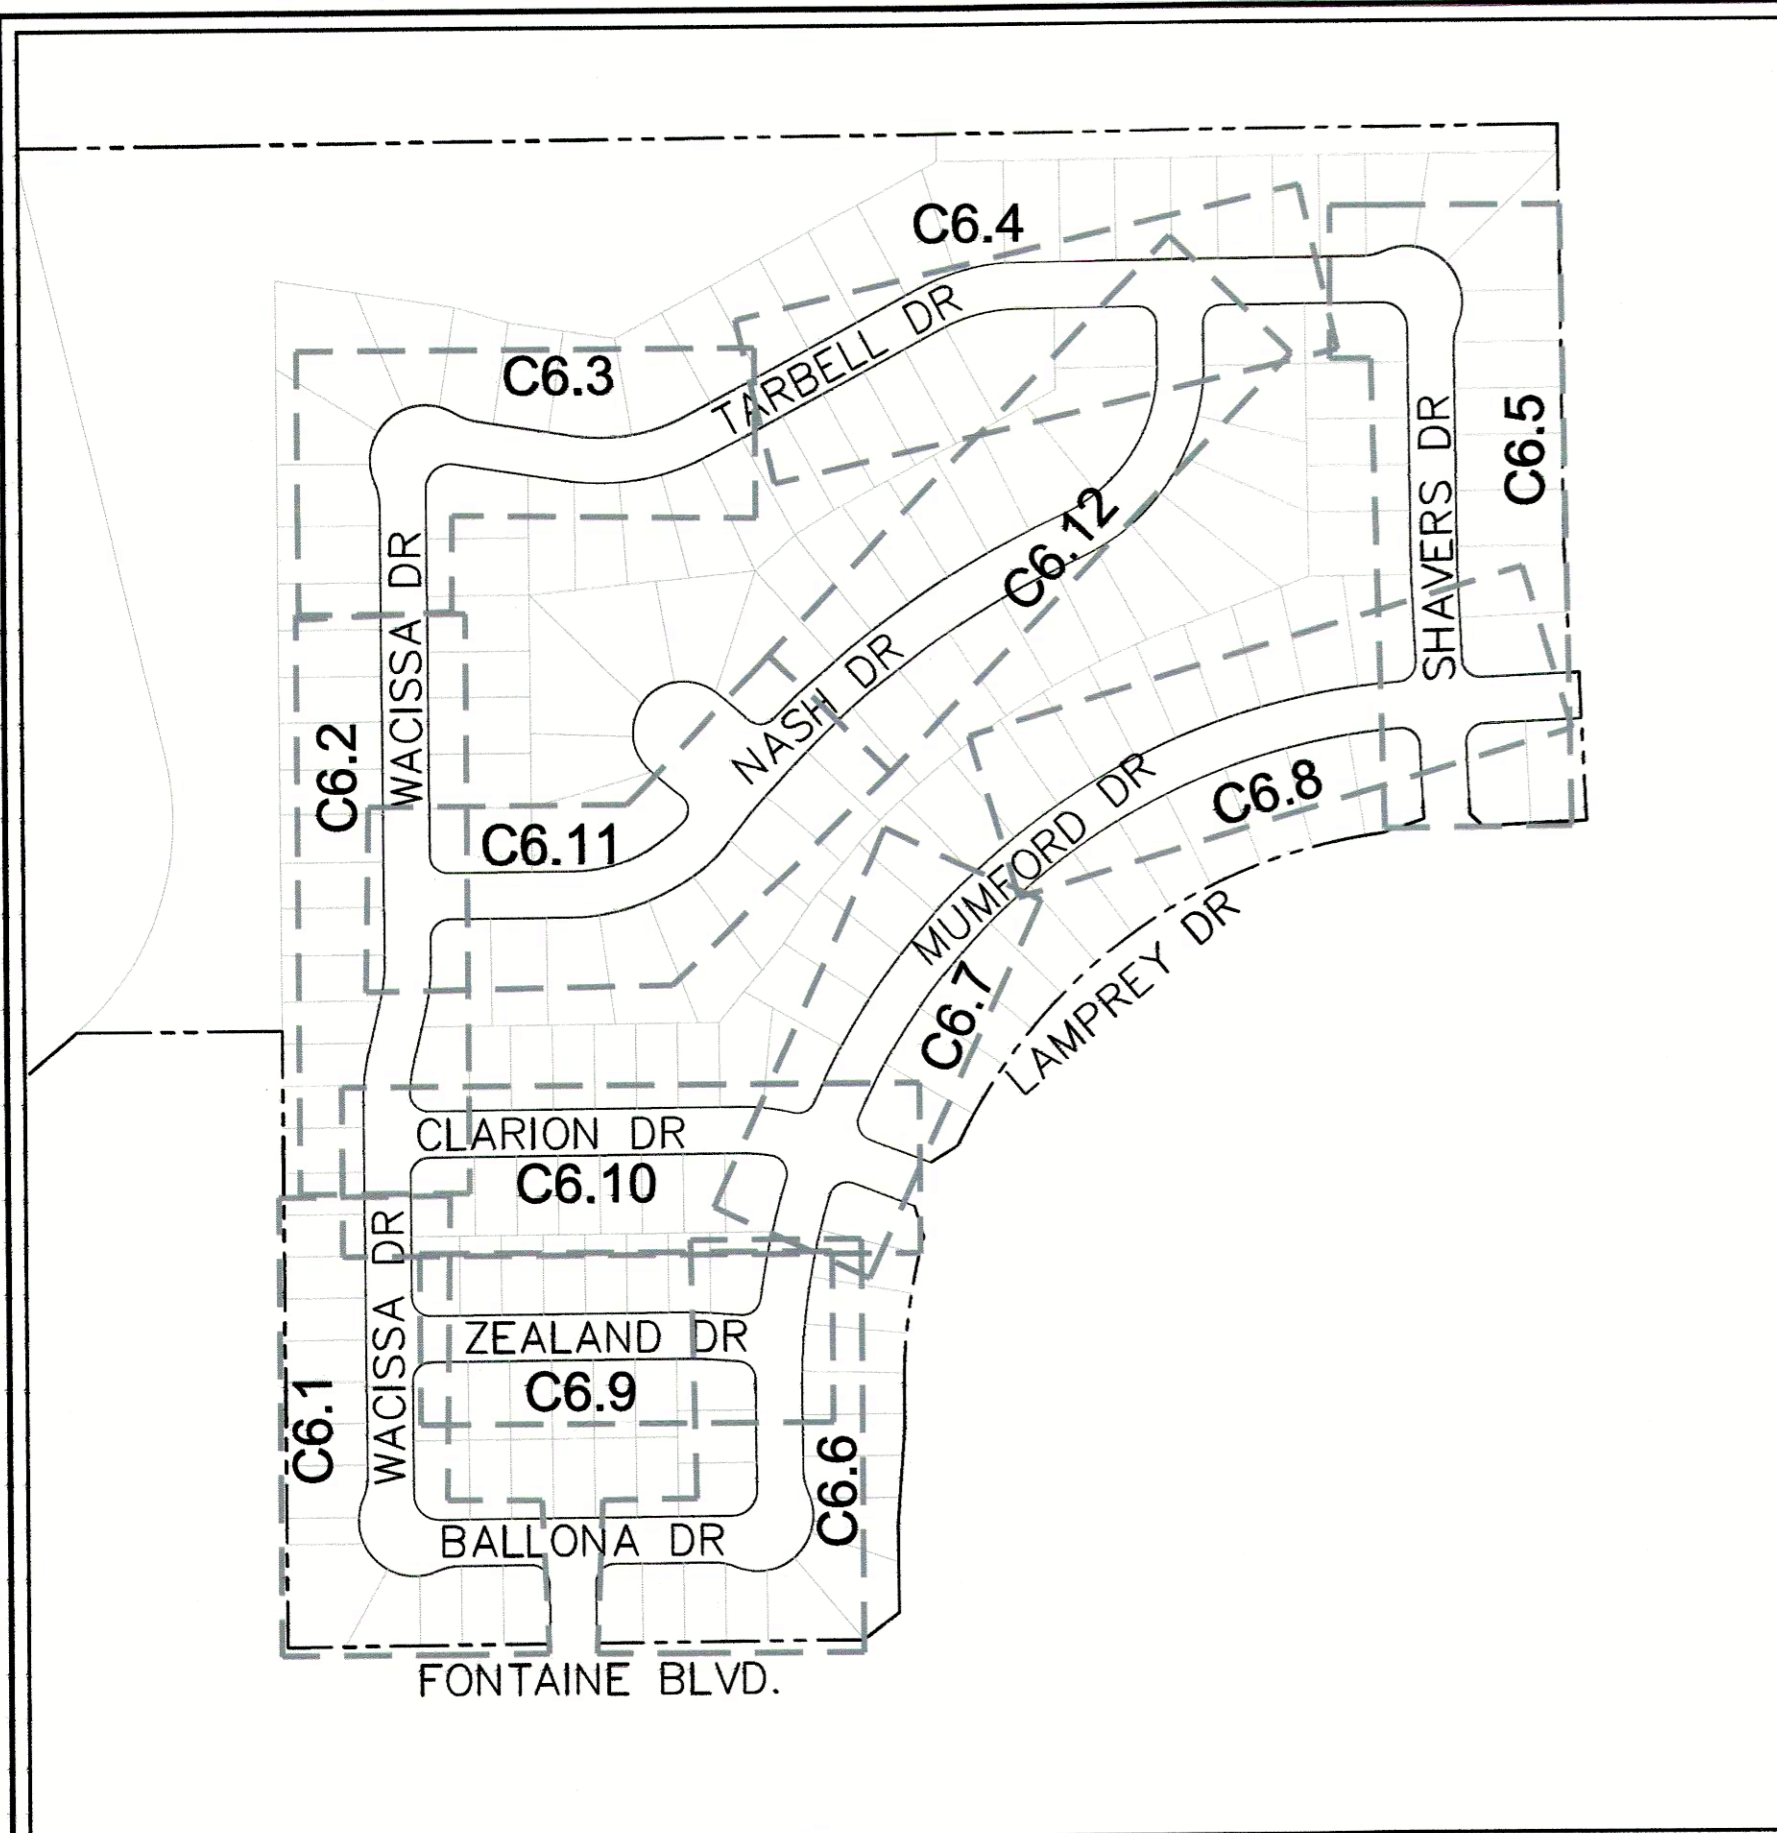 C6.4
TARBELL DR
C6.3
C6.5
SHAVERS DR
C6.12
WACISSA DR
NASH DR
C6.2
C6.11
MUMFORD DR
C6.8
LAMPREY DR
C6.7
CLARION DR
C6.10
WACISSA DR
ZEALAND DR
C6.9
C6.1
C6.6
BALLONA DR
FONTAINE BLVD.